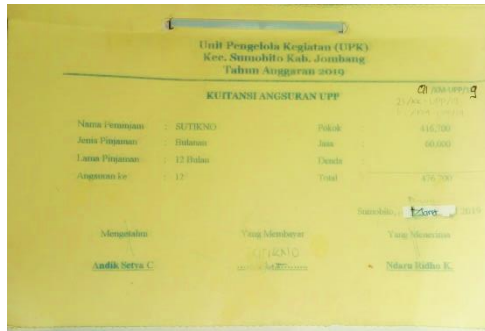 Unit Pengelola Kegiatan (UPK)
Kec. Sumobito Kab. Jombang
Tahun Anggaran 2019
KUITANSI ANGSURAN UPP
Nama Peminjam : SUTIKNO Pokok 416,700
Jenis Pinjaman : Bulanan Jasa 60,000
Lama Pinjaman : 12 Bulan Denda
Angsuran ke : 12 Total 476,700
Sumobito, 2019
Mengetahui Yang Membayar Yang Menerima
Andik Setya C Ndaru Ridho K.